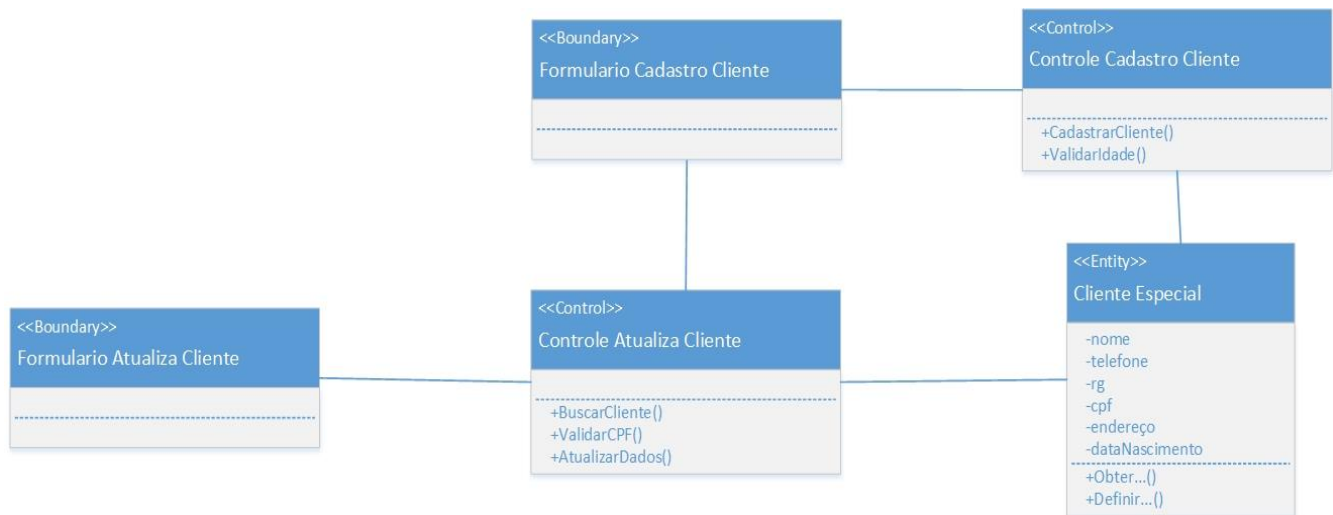 <<Boundary>>
Formulario Cadastro Cliente
<<Control>>
Controle Cadastro Cliente
+CadastrarCliente()
+ValidarIdade()
<<Boundary>>
Formulario Atualiza Cliente
<<Control>>
Controle Atualiza Cliente
+BuscarCliente()
+ValidarCPF()
+AtualizarDados()
<<Entity>>
Cliente Especial
-nome
-telefone
-rg
-cpf
-endereço
-dataNascimento
+Obter...()
+Definir...()